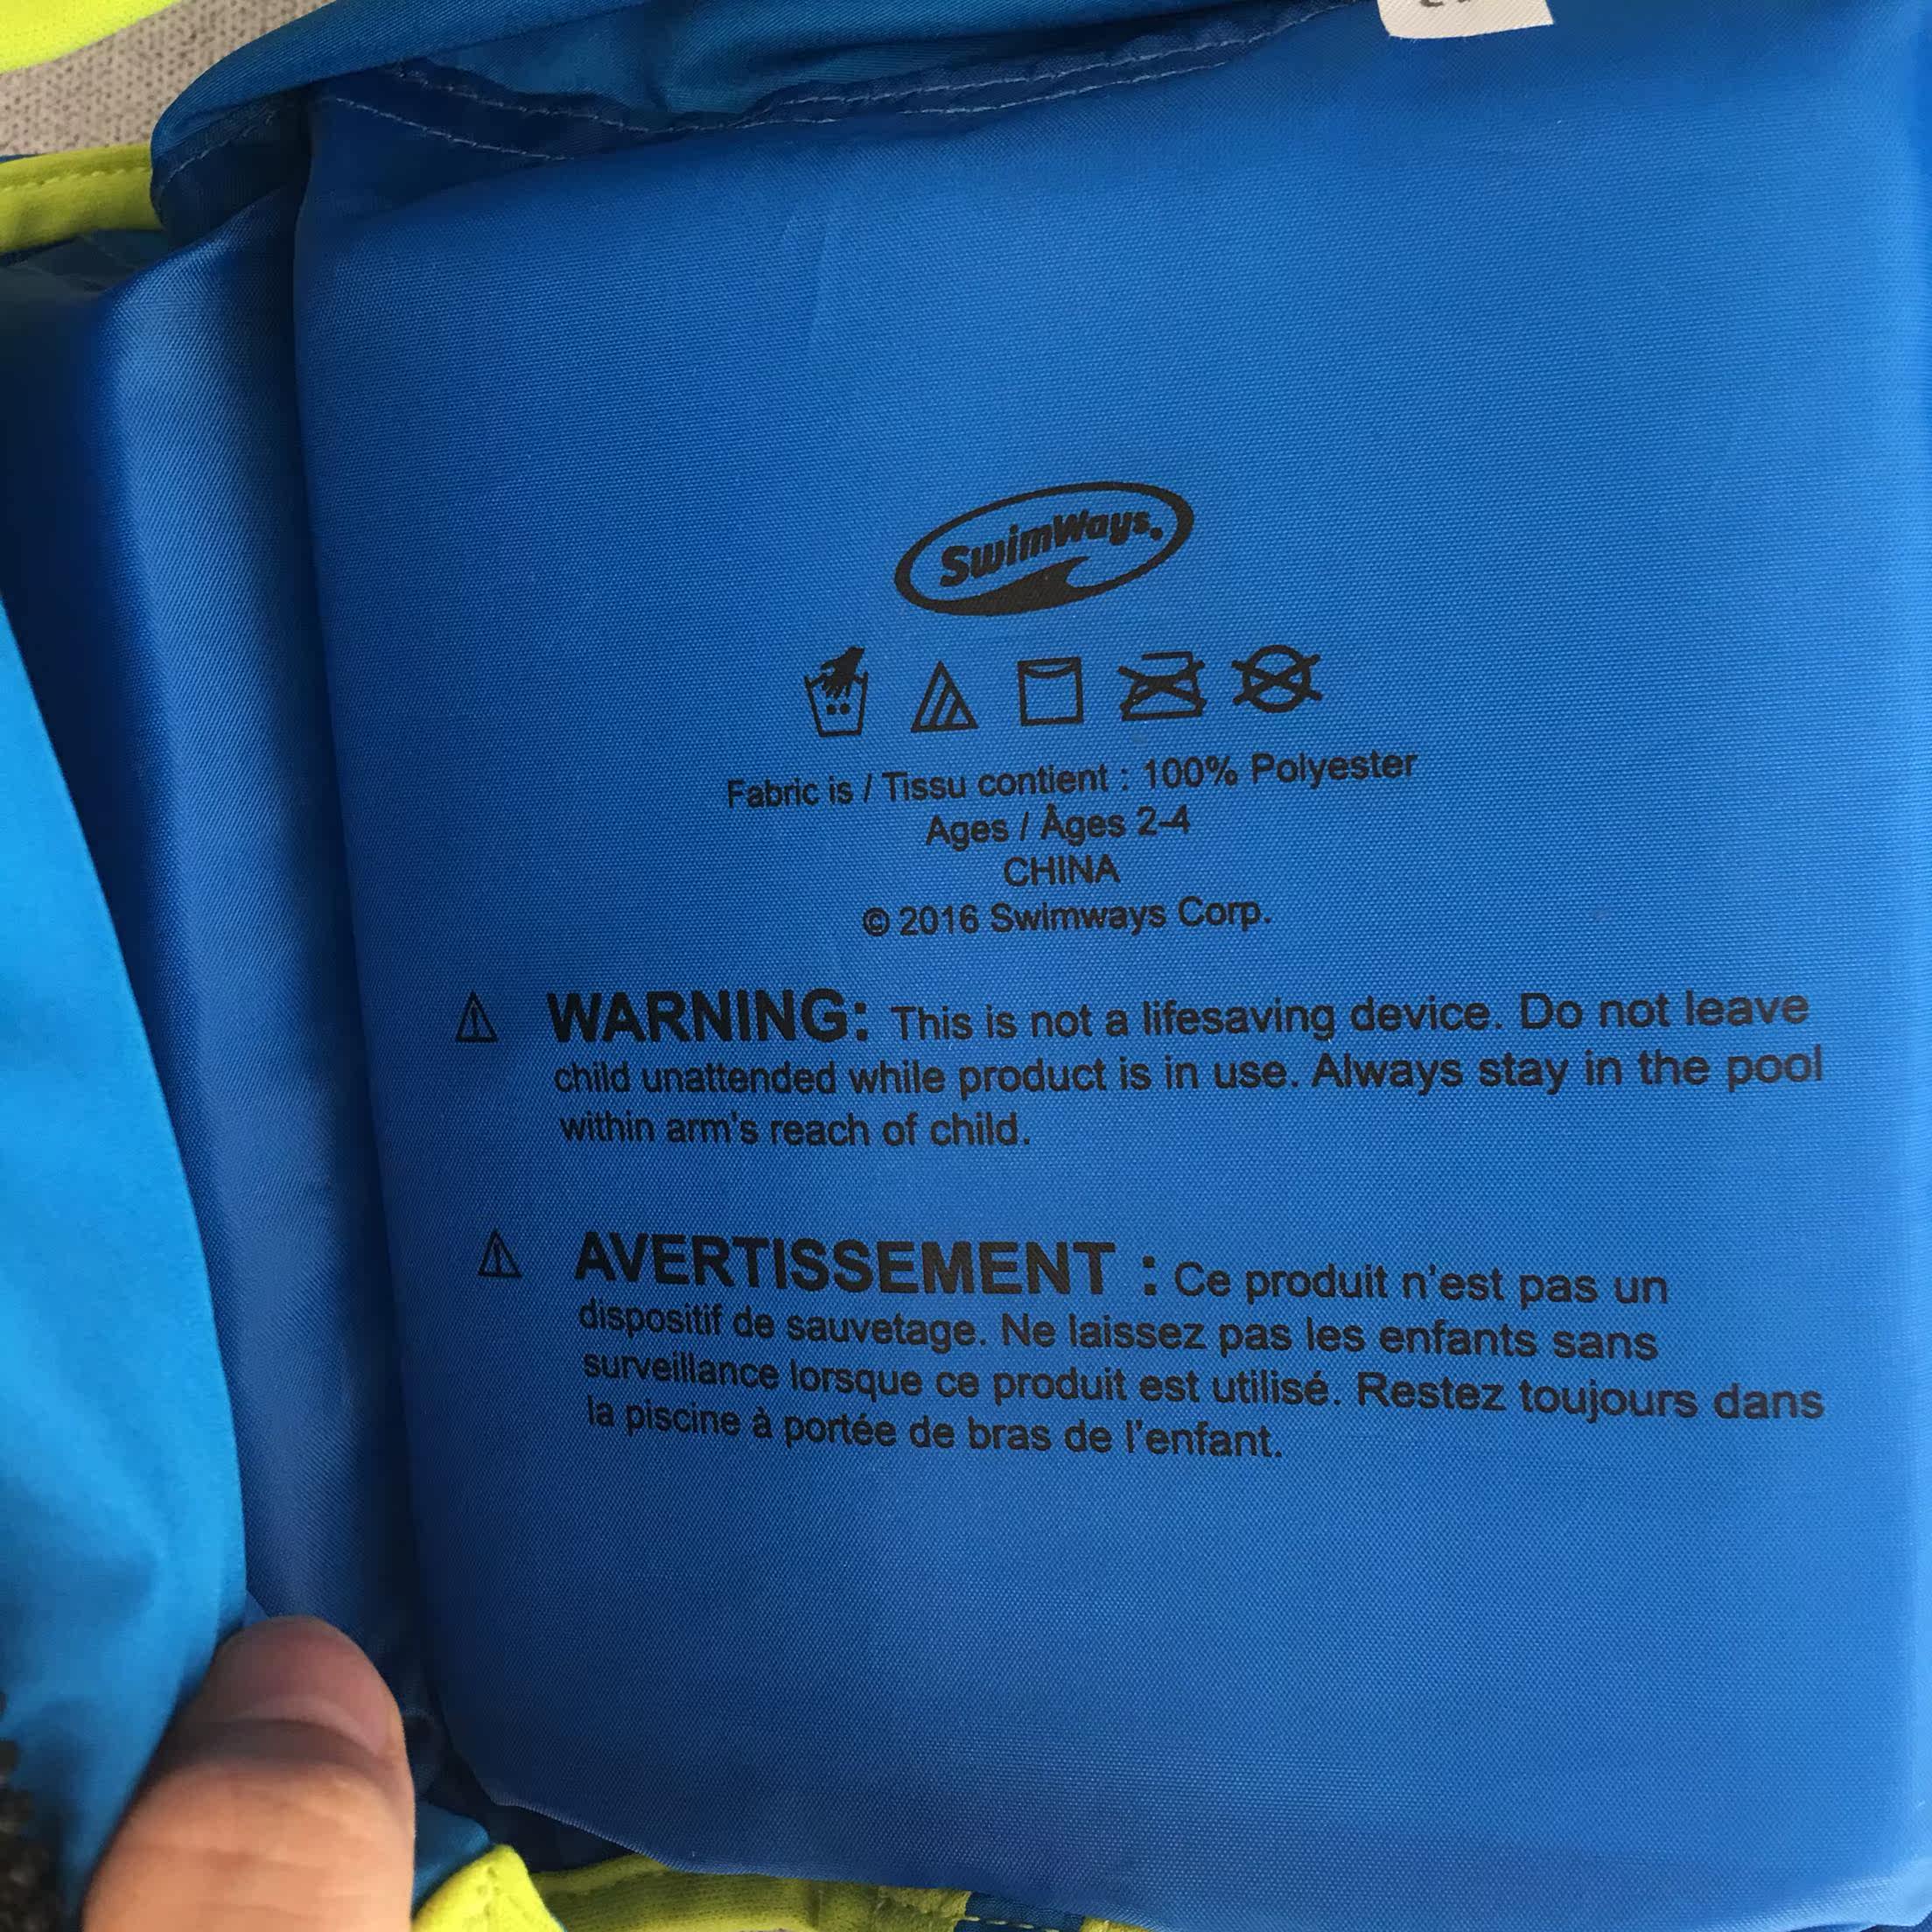 SwimWays.
Fabric is / Tissu contient : 100% Polyester
Ages / Âges 2-4
CHINA
© 2016 Swimways Corp.
⚠ WARNING: This is not a lifesaving device. Do not leave
child unattended while product is in use. Always stay in the pool
within arm's reach of child.
⚠ AVERTISSEMENT : Ce produit n'est pas un
dispositif de sauvetage. Ne laissez pas les enfants sans
surveillance lorsque ce produit est utilisé. Restez toujours dans
la piscine à portée de bras de l'enfant.